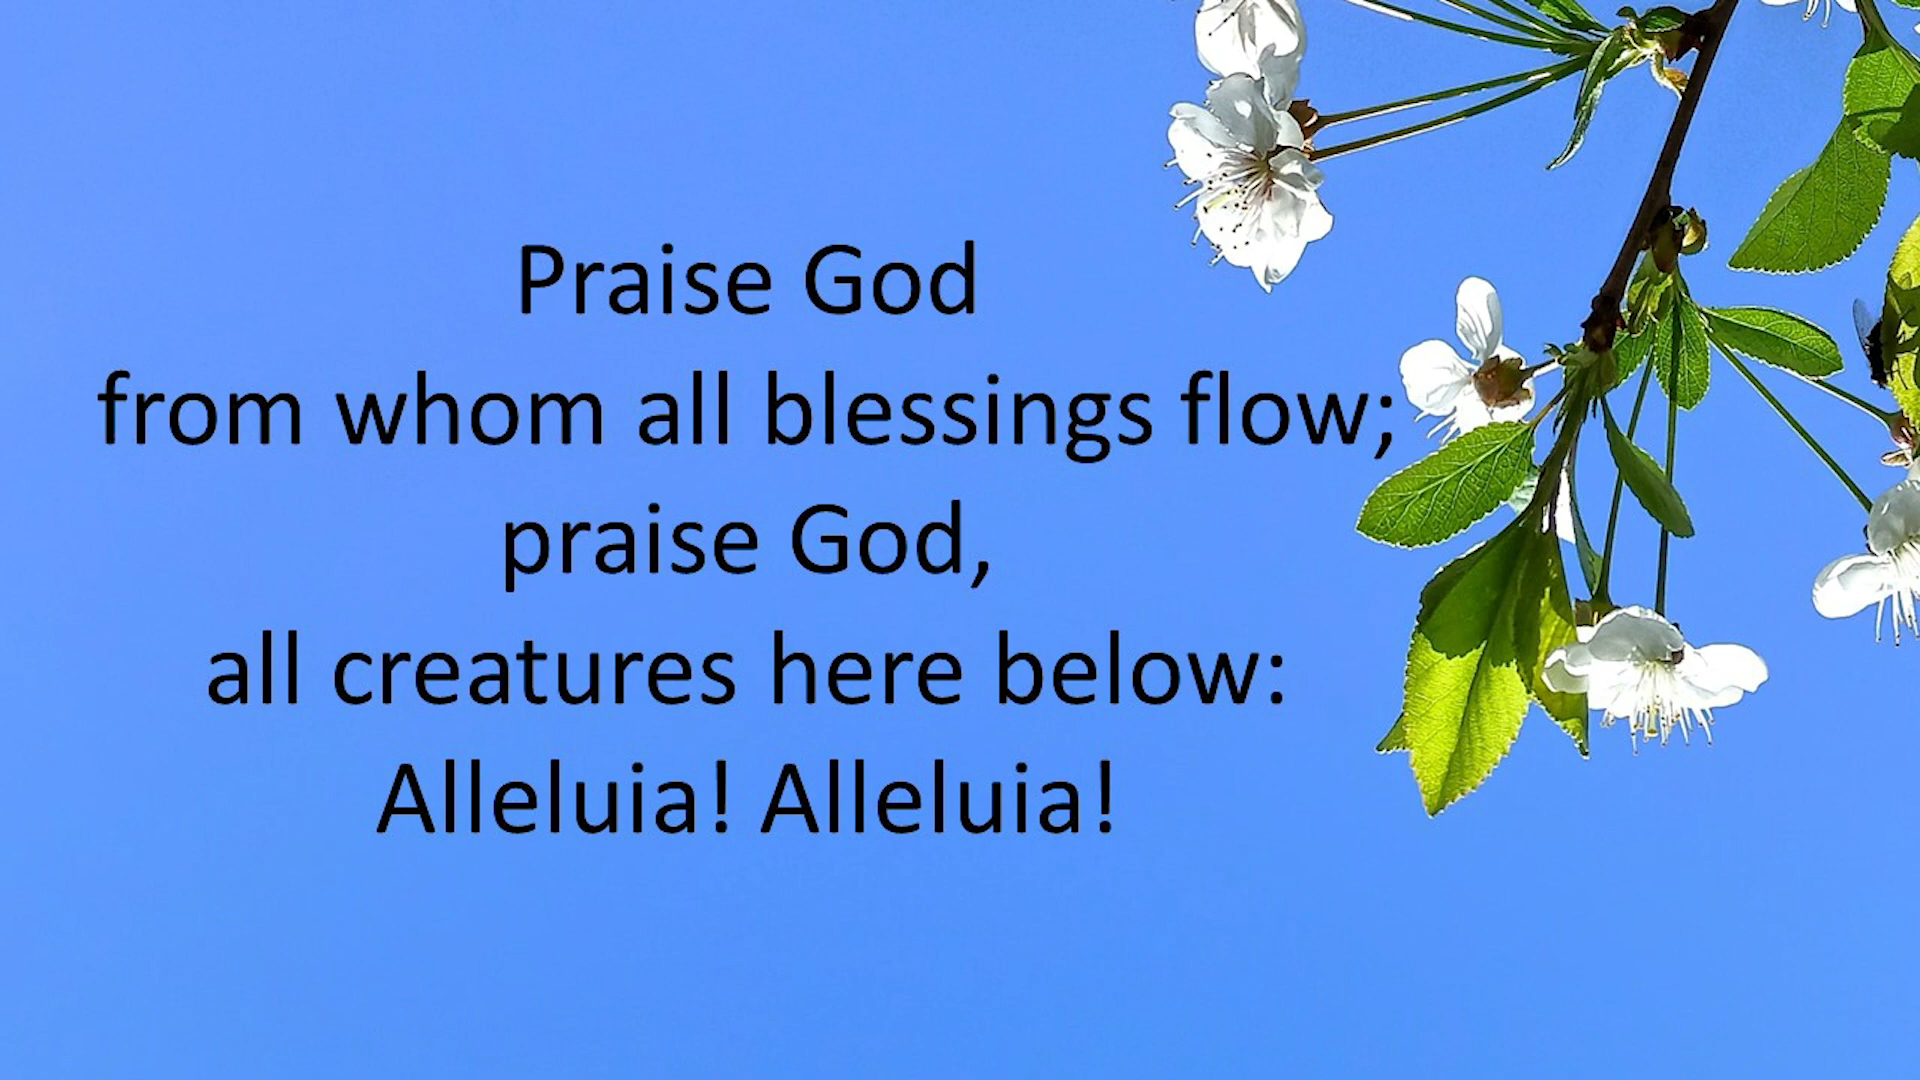 Praise God
from whom all blessings flow;
praise God,
all creatures here below:
Alleluia! Alleluia!